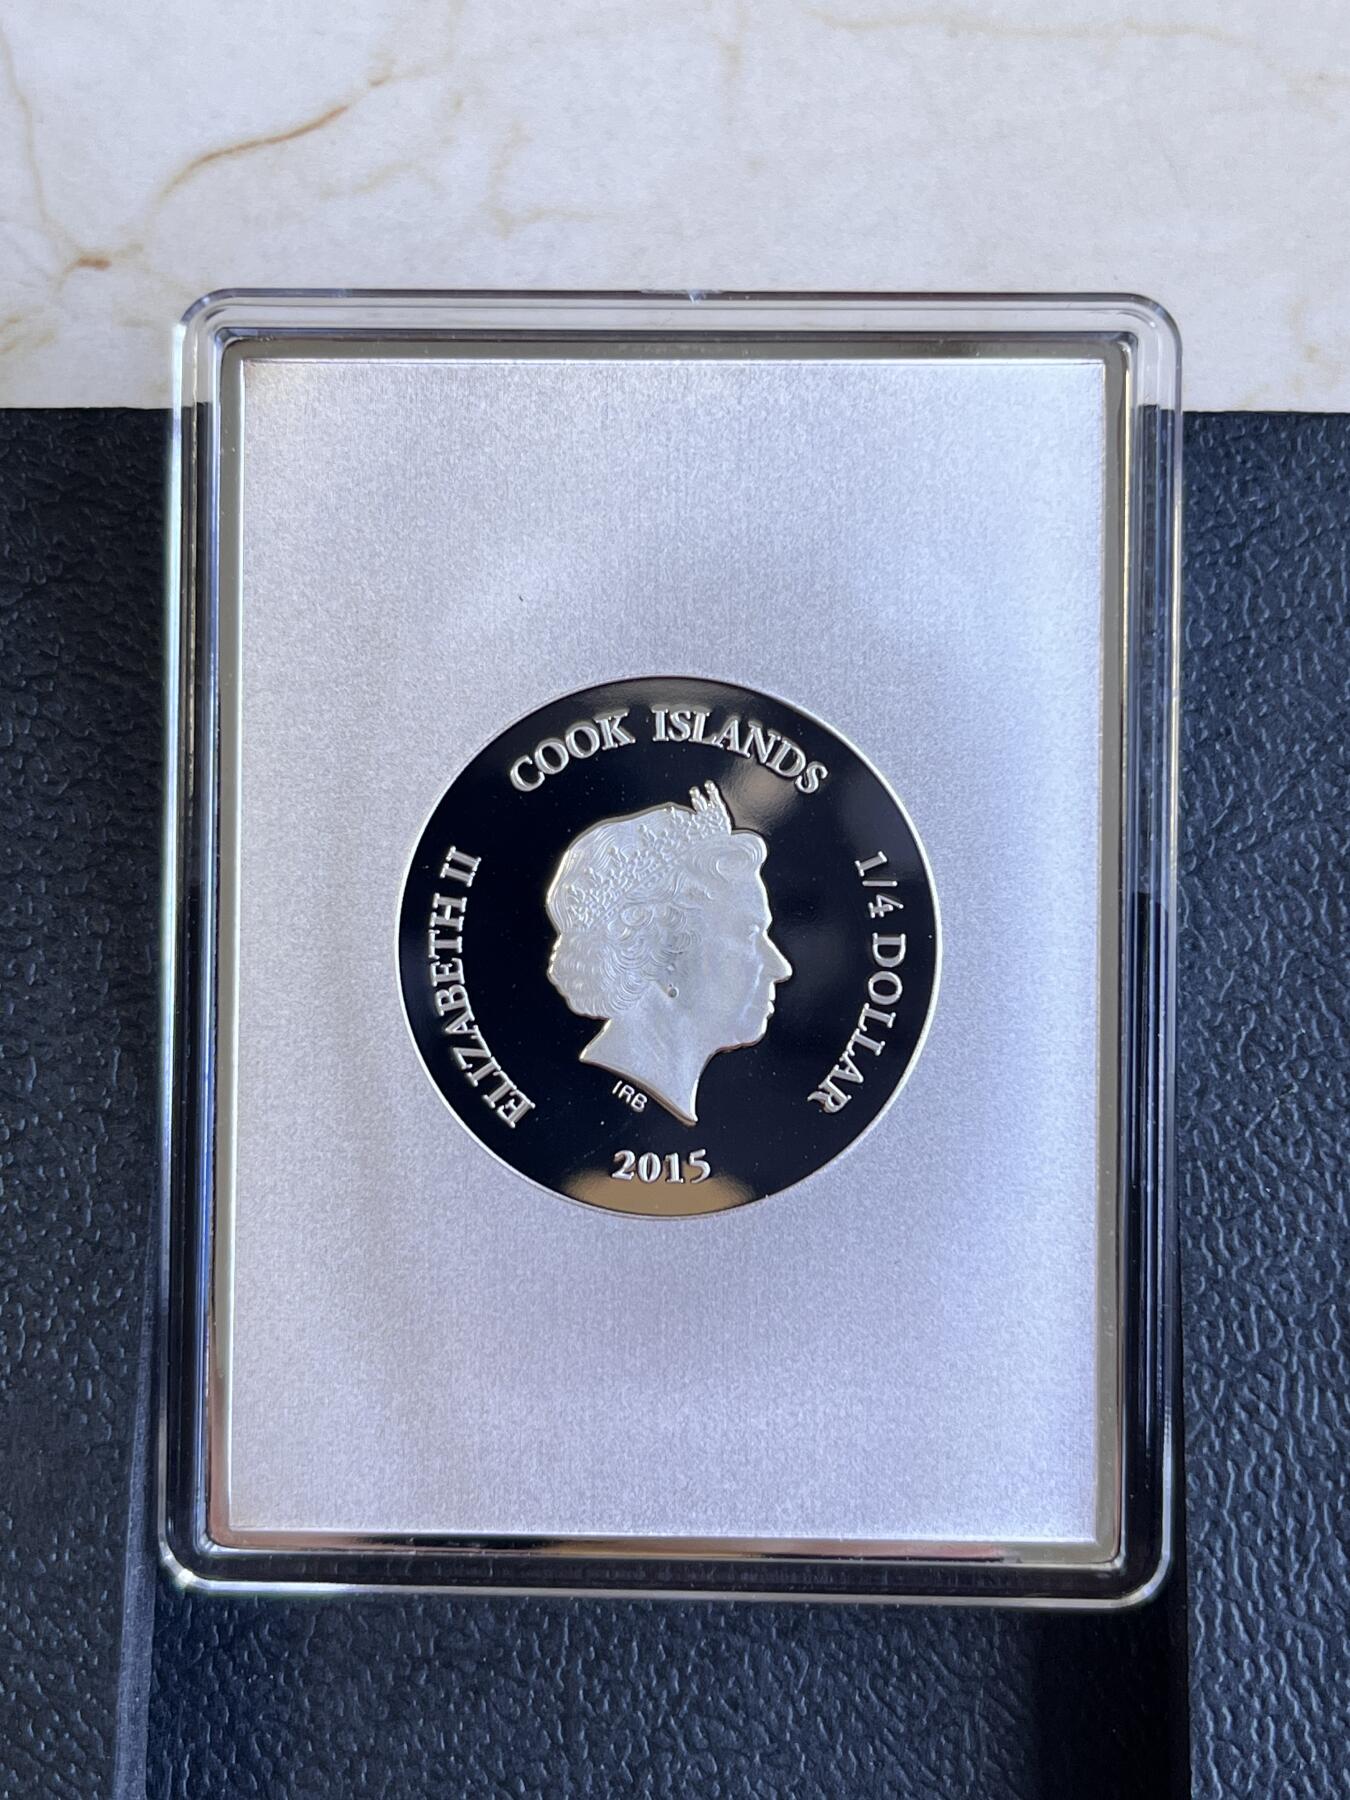 COOK ISLANDS
ELIZABETH II
1/4 DOLLAR
IRB
2015